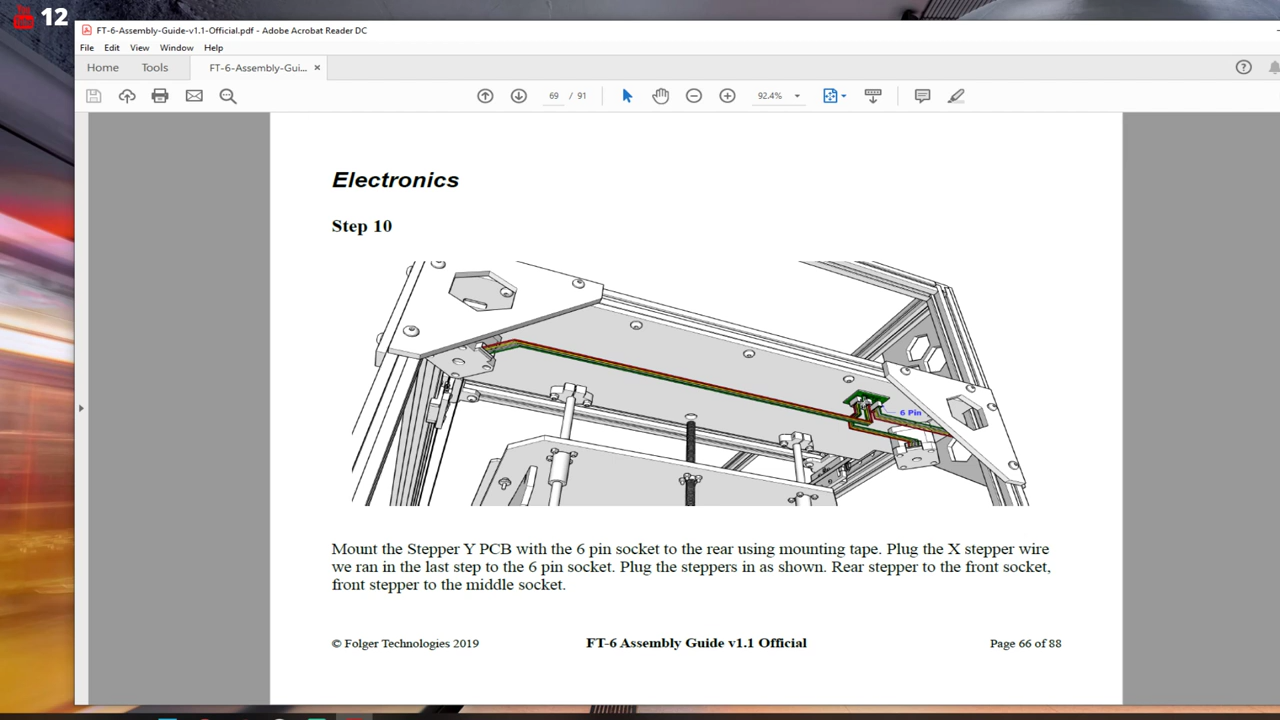 You
Tube
12
FT-6-Assembly-Guide-v1.1-Official.pdf - Adobe Acrobat Reader DC
File Edit View Window Help
Home Tools FT-6-Assembly-Gui... ×
69 / 91 92.4%
Electronics
Step 10
6 Pin
Mount the Stepper Y PCB with the 6 pin socket to the rear using mounting tape. Plug the X stepper wire
we ran in the last step to the 6 pin socket. Plug the steppers in as shown. Rear stepper to the front socket,
front stepper to the middle socket.
© Folger Technologies 2019 FT-6 Assembly Guide v1.1 Official Page 66 of 88